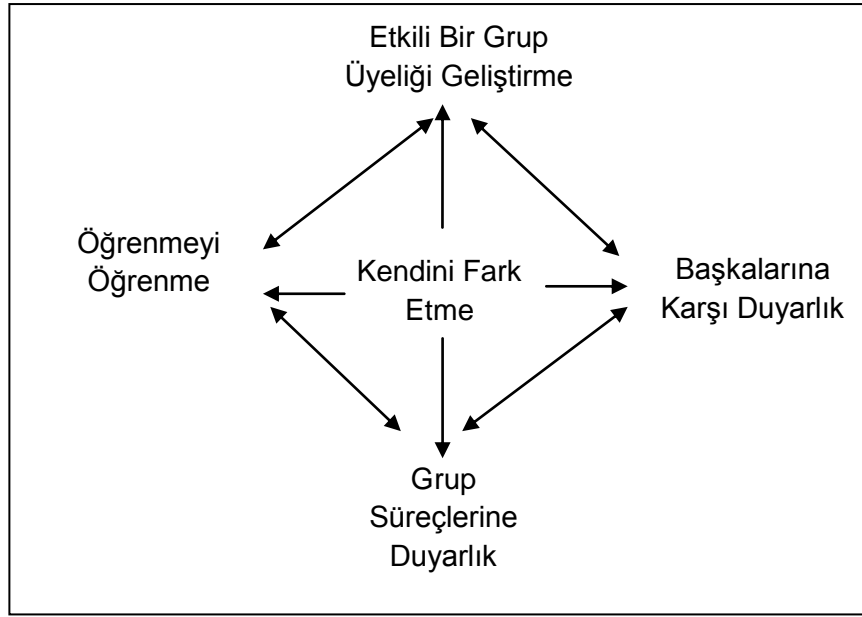 Etkili Bir Grup
Üyeliği Geliştirme
Öğrenmeyi
Öğrenme
Kendini Fark
Etme
Başkalarına
Karşı Duyarlık
Grup
Süreçlerine
Duyarlık